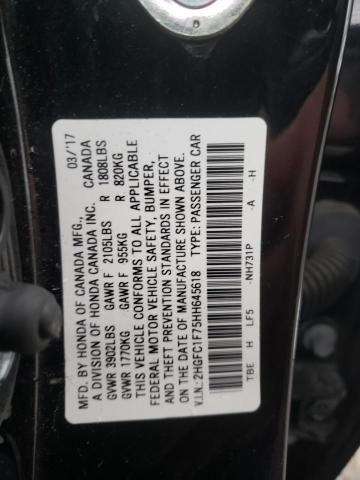 MFD. BY HONDA OF CANADA MFG., 03/17
A DIVISION OF HONDA CANADA INC. CANADA
GVWR 3902LBS GAWR F 2105LBS R 1808LBS
GVWR 1770KG GAWR F 955KG R 820KG
THIS VEHICLE CONFORMS TO ALL APPLICABLE
FEDERAL MOTOR VEHICLE SAFETY, BUMPER,
AND THEFT PREVENTION STANDARDS IN EFFECT
ON THE DATE OF MANUFACTURE SHOWN ABOVE.
V.I.N.: 2HGFC1F75HH645618 TYPE: PASSENGER CAR
TBE H LF5 -NH731P -A -H